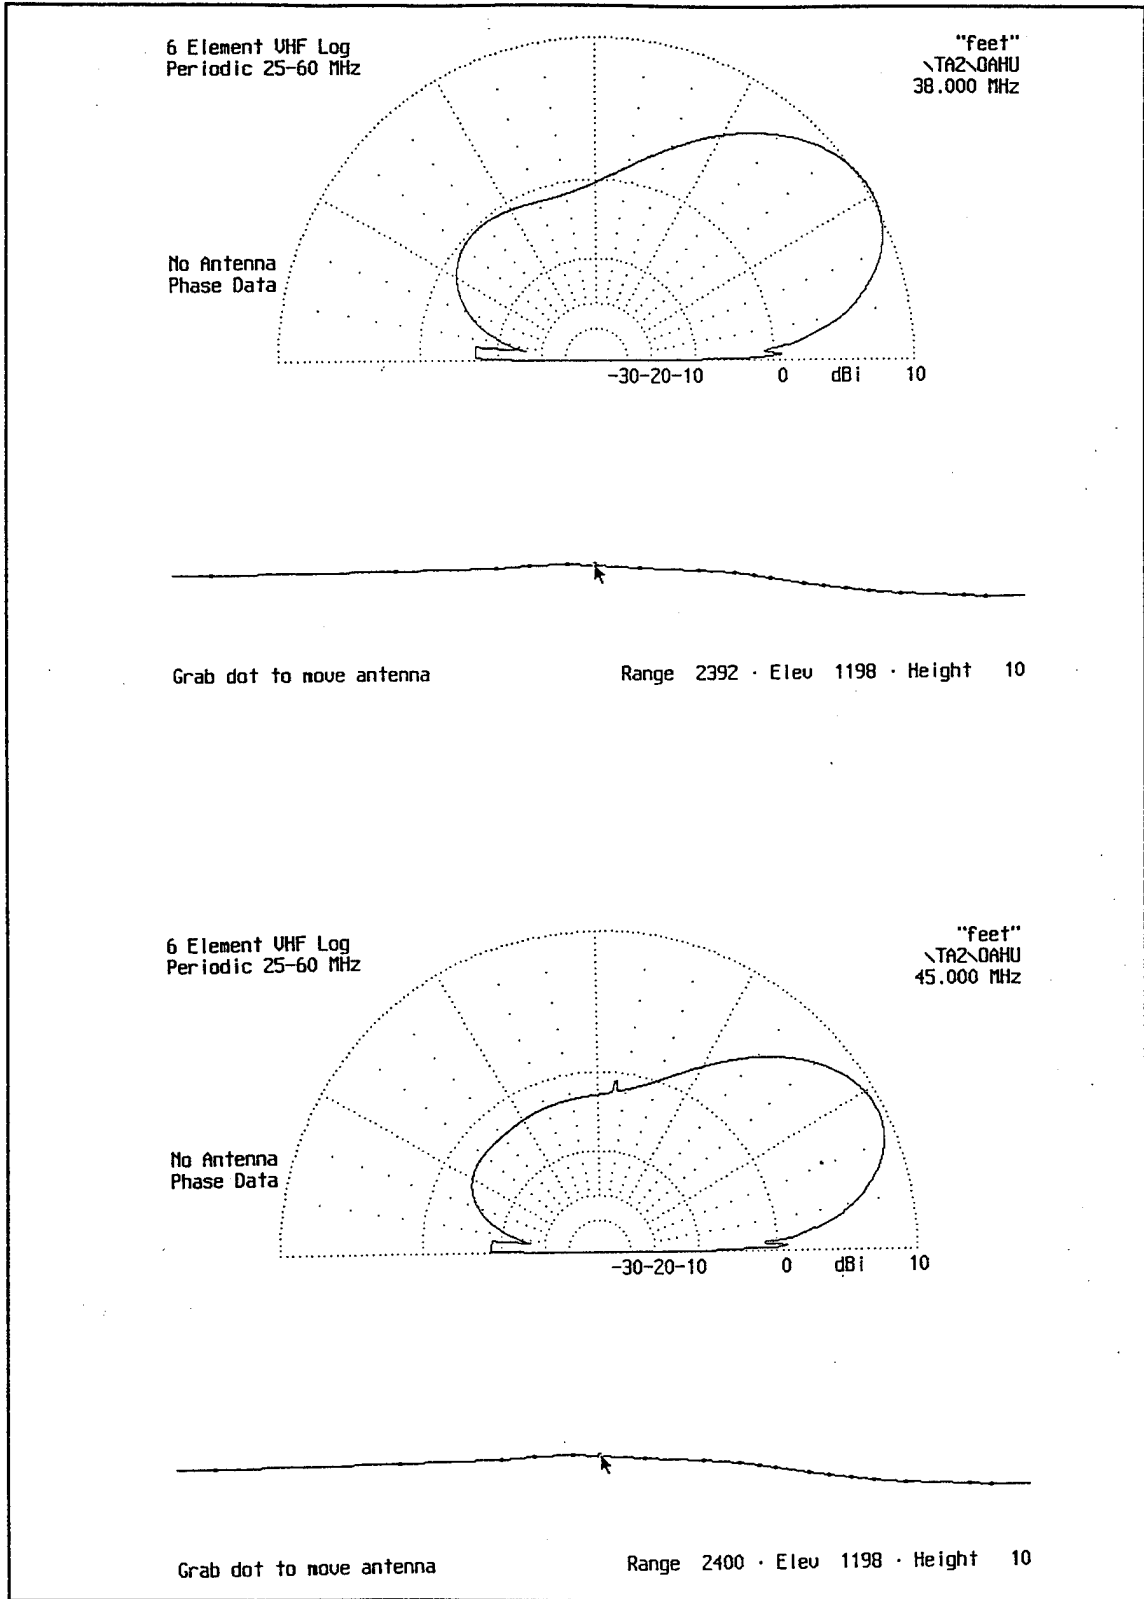 6 Element VHF Log
Periodic 25-60 MHz
"feet"
\TA2\OAHU
38.000 MHz
No Antenna
Phase Data
-30-20-10 0 dBi 10
Grab dot to move antenna
Range 2392 · Elev 1198 · Height 10
6 Element VHF Log
Periodic 25-60 MHz
"feet"
\TA2\OAHU
45.000 MHz
No Antenna
Phase Data
-30-20-10 0 dBi 10
Grab dot to move antenna
Range 2400 · Elev 1198 · Height 10